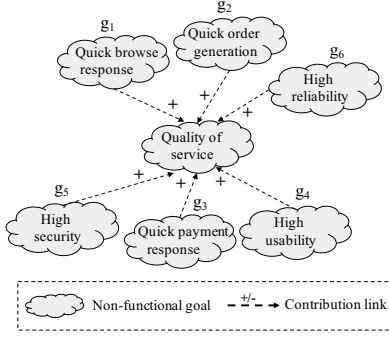 g₁
g₂
Quick browse
response
Quick order
generation
g₆
High
reliability
+
+
+
Quality of
service
g₅
+
+
+
g₃
g₄
High
security
Quick payment
response
High
usability
Non-functional goal
+/-
Contribution link